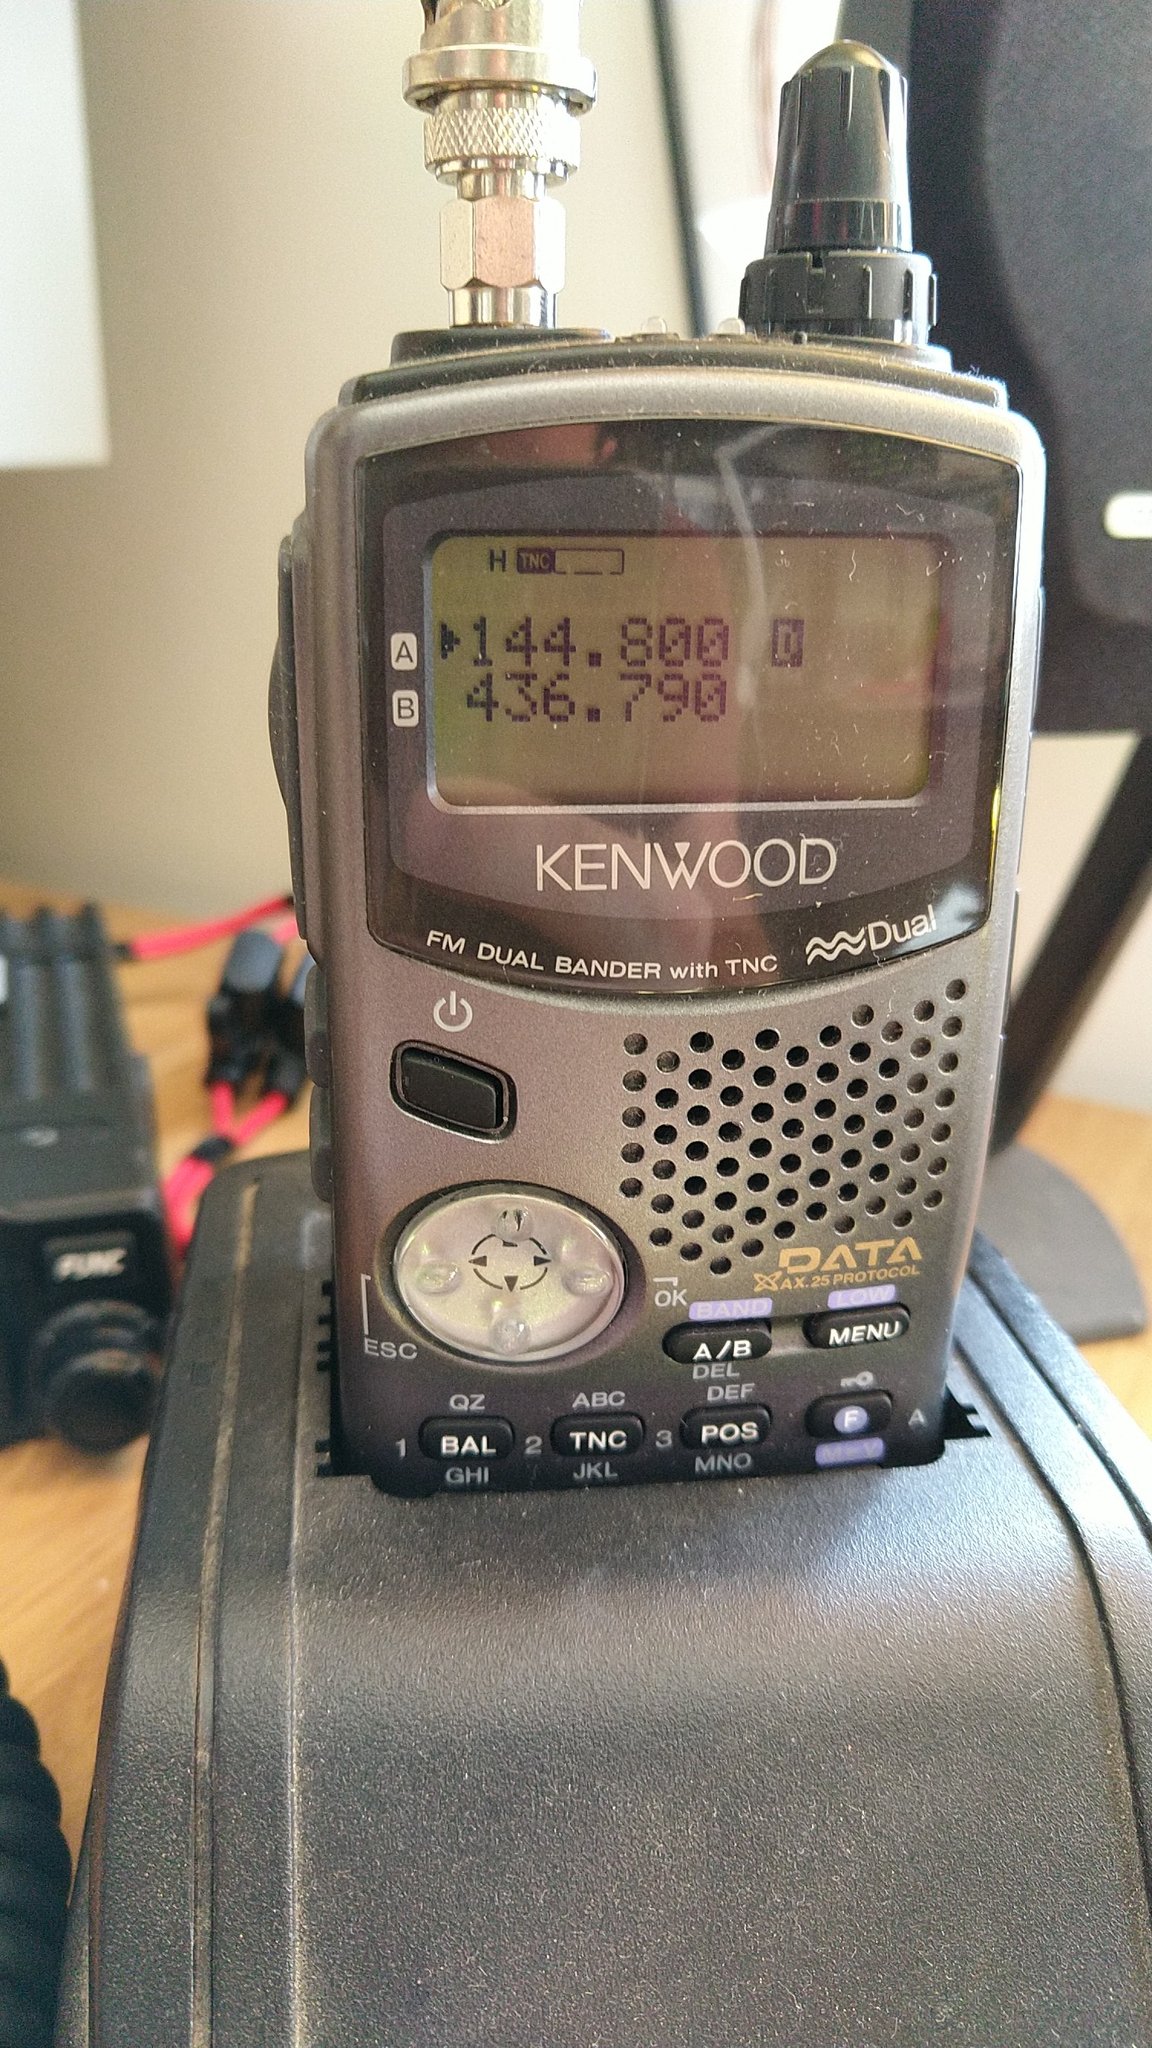 H TNC
A 144.800 D
B 436.790
KENWOOD
FM DUAL BANDER with TNC
Dual
DATA
AX.25 PROTOCOL
OK
BAND
LOW
ESC
A/B
MENU
DEL
QZ
ABC
DEF
1
BAL
2
TNC
3
POS
F
A
GHI
JKL
MNO
FUNC